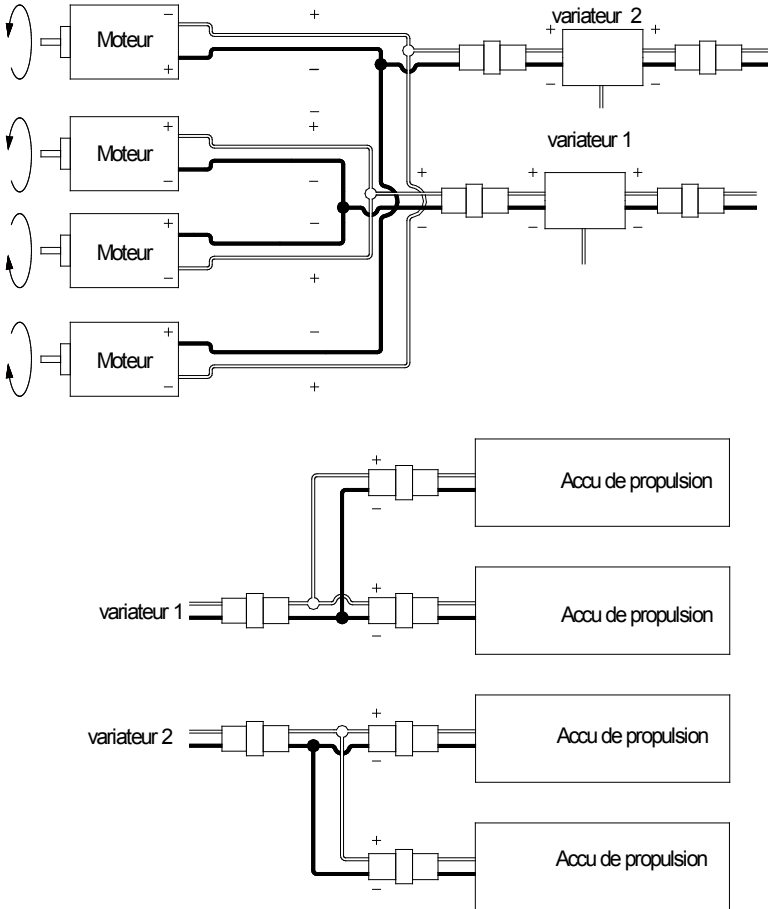 variateur 2
Moteur
− + + −
+ − + −
−
Moteur
+ − + −
variateur 1
+ − + − + −
Moteur
+ − − +
Moteur
+ − − +
+ −
Accu de propulsion
variateur 1
+ −
Accu de propulsion
variateur 2
+ −
Accu de propulsion
+ −
Accu de propulsion